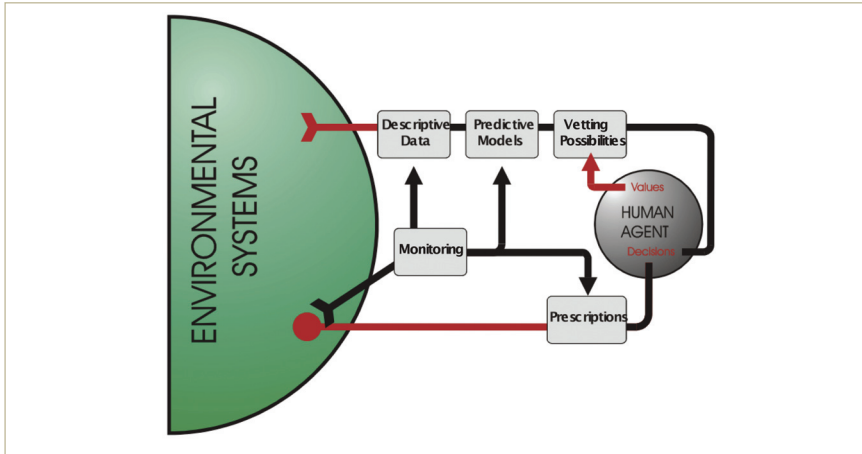 ENVIRONMENTAL
SYSTEMS
Descriptive
Data
Predictive
Models
Vetting
Possibilities
Values
HUMAN
AGENT
Decisions
Monitoring
Prescriptions